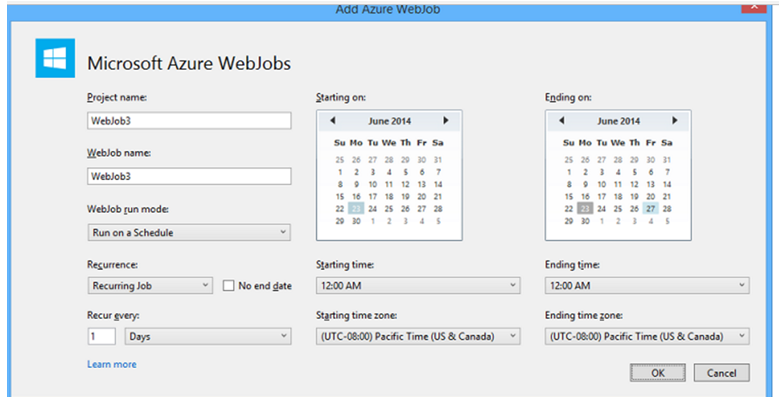 Add Azure WebJob
Microsoft Azure WebJobs
Project name:
WebJob3
WebJob name:
WebJob3
WebJob run mode:
Run on a Schedule
Recurrence:
Recurring Job
No end date
Recur every:
1 Days
Learn more
Starting on:
June 2014
Su Mo Tu We Th Fr Sa
25 26 27 28 29 30 31
1 2 3 4 5 6 7
8 9 10 11 12 13 14
15 16 17 18 19 20 21
22 23 24 25 26 27 28
29 30 1 2 3 4 5
Starting time:
12:00 AM
Starting time zone:
(UTC-08:00) Pacific Time (US & Canada)
Ending on:
June 2014
Su Mo Tu We Th Fr Sa
25 26 27 28 29 30 31
1 2 3 4 5 6 7
8 9 10 11 12 13 14
15 16 17 18 19 20 21
22 23 24 25 26 27 28
29 30 1 2 3 4 5
Ending time:
12:00 AM
Ending time zone:
(UTC-08:00) Pacific Time (US & Canada)
OK
Cancel